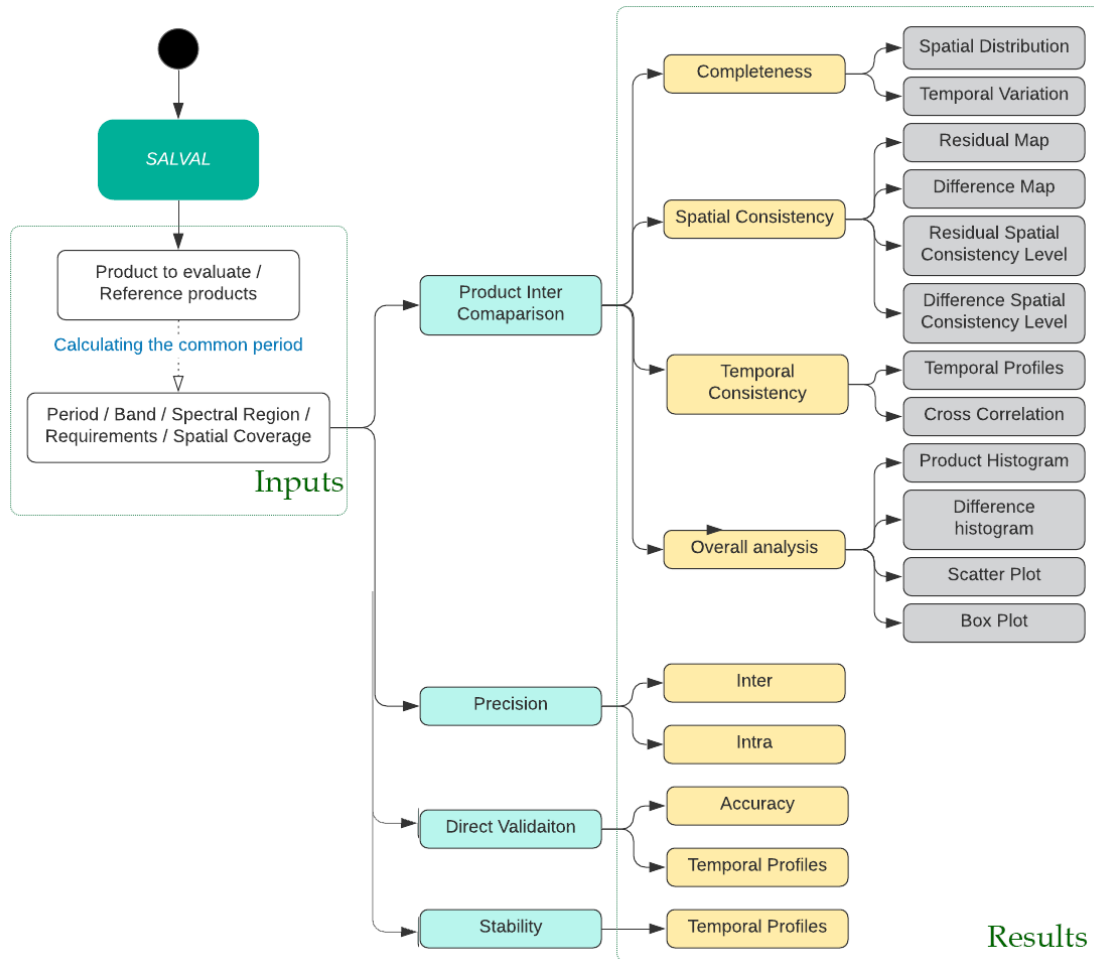 SALVAL
Product to evaluate /
Reference products
Calculating the common period
Period / Band / Spectral Region /
Requirements / Spatial Coverage
Inputs
Product Inter
Comaparison
Precision
Direct Validaiton
Stability
Completeness
Spatial Consistency
Temporal
Consistency
Overall analysis
Inter
Intra
Accuracy
Temporal Profiles
Temporal Profiles
Spatial Distribution
Temporal Variation
Residual Map
Difference Map
Residual Spatial
Consistency Level
Difference Spatial
Consistency Level
Temporal Profiles
Cross Correlation
Product Histogram
Difference
histogram
Scatter Plot
Box Plot
Results